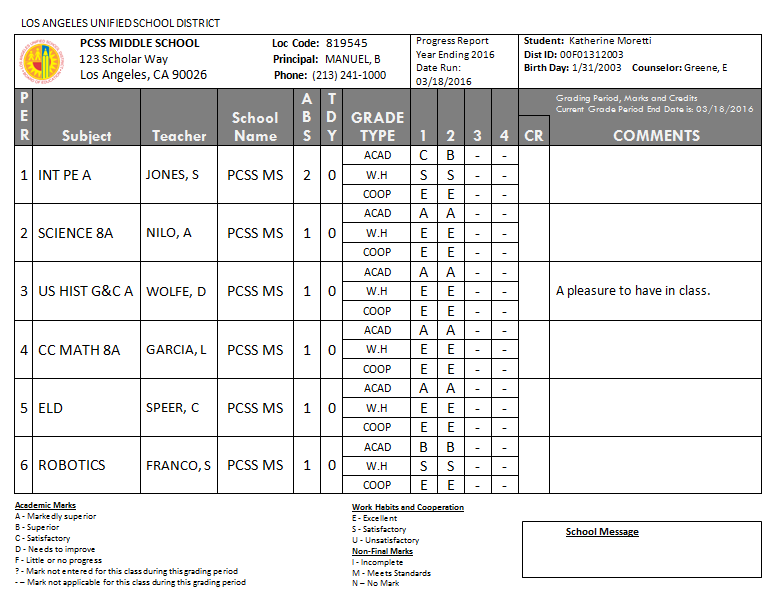 LOS ANGELES UNIFIED SCHOOL DISTRICT
PCSS MIDDLE SCHOOL
123 Scholar Way
Los Angeles, CA 90026
Loc Code: 819545
Principal: MANUEL, B
Phone: (213) 241-1000
Progress Report
Year Ending 2016
Date Run:
03/18/2016
Student: Katherine Moretti
Dist ID: 00F01312003
Birth Day: 1/31/2003 Counselor: Greene, E
Grading Period, Marks and Credits
Current Grade Period End Date is: 03/18/2016
PER Subject Teacher School Name ABS TDY GRADE TYPE 1 2 3 4 CR COMMENTS
1 INT PE A JONES, S PCSS MS 2 0
ACAD C B - -
W.H S S - -
COOP E E - -
2 SCIENCE 8A NILO, A PCSS MS 1 0
ACAD A A - -
W.H E E - -
COOP E E - -
3 US HIST G&C A WOLFE, D PCSS MS 1 0
ACAD A A - -
W.H E E - - A pleasure to have in class.
COOP E E - -
4 CC MATH 8A GARCIA, L PCSS MS 1 0
ACAD A A - -
W.H E E - -
COOP E E - -
5 ELD SPEER, C PCSS MS 1 0
ACAD A A - -
W.H E E - -
COOP E E - -
6 ROBOTICS FRANCO, S PCSS MS 1 0
ACAD B B - -
W.H S S - -
COOP E E - -
Academic Marks
A - Markedly superior
B - Superior
C - Satisfactory
D - Needs to improve
F - Little or no progress
? - Mark not entered for this class during this grading period
- – Mark not applicable for this class during this grading period
Work Habits and Cooperation
E - Excellent
S - Satisfactory
U - Unsatisfactory
Non-Final Marks
I - Incomplete
M - Meets Standards
N – No Mark
School Message